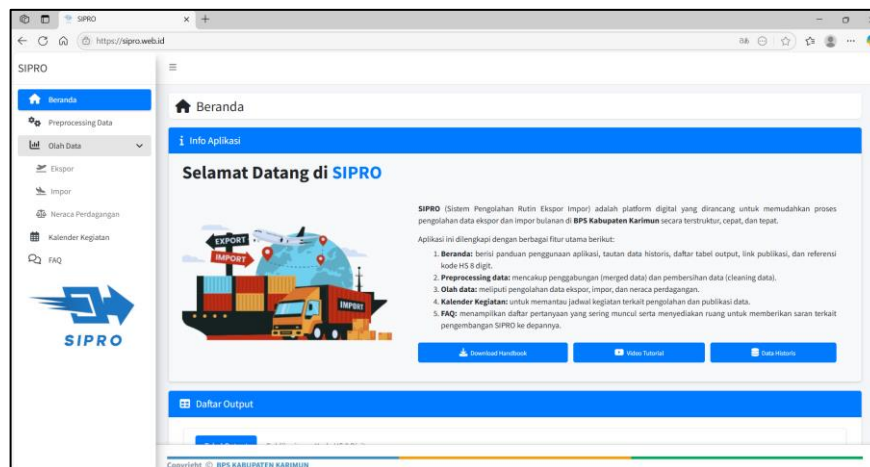 SIPRO
https://sipro.web.id
SIPRO
Beranda
Preprocessing Data
Olah Data
Ekspor
Impor
Neraca Perdagangan
Kalender Kegiatan
FAQ
SIPRO
Beranda
Info Aplikasi
Selamat Datang di SIPRO
EXPORT
IMPORT
IMPORT
SIPRO (Sistem Pengolahan Rutin Ekspor Impor) adalah platform digital yang dirancang untuk memudahkan proses
pengolahan data ekspor dan impor bulanan di BPS Kabupaten Karimun secara terstruktur, cepat, dan tepat.
Aplikasi ini dilengkapi dengan berbagai fitur utama berikut:
1. Beranda: berisi panduan penggunaan aplikasi, tautan data historis, daftar tabel output, link publikasi, dan referensi
kode HS 8 digit.
2. Preprocessing data: mencakup penggabungan (merged data) dan pembersihan data (cleaning data).
3. Olah data: meliputi pengolahan data ekspor, impor, dan neraca perdagangan.
4. Kalender Kegiatan: untuk memantau jadwal kegiatan terkait pengolahan dan publikasi data.
5. FAQ: menampilkan daftar pertanyaan yang sering muncul serta menyediakan ruang untuk memberikan saran terkait
pengembangan SIPRO ke depannya.
Download Handbook
Video Tutorial
Data Historis
Daftar Output
Copyright © BPS KABUPATEN KARIMUN